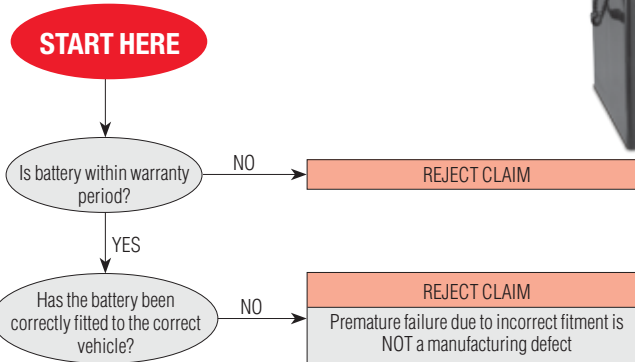 START HERE
Is battery within warranty
period?
NO
REJECT CLAIM
YES
Has the battery been
correctly fitted to the correct
vehicle?
NO
REJECT CLAIM
Premature failure due to incorrect fitment is
NOT a manufacturing defect